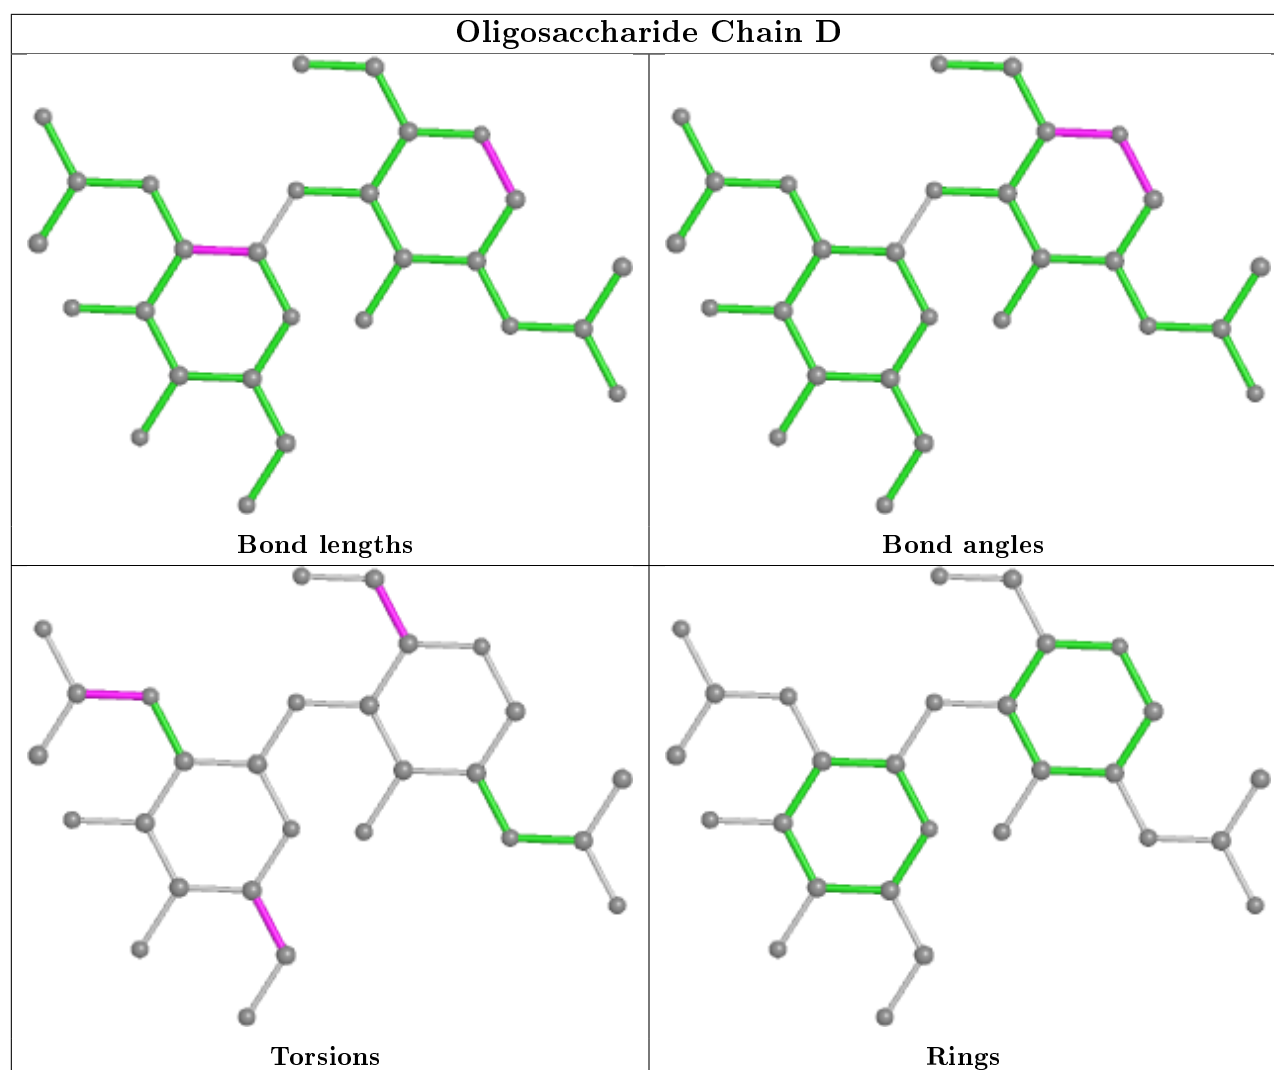 Oligosaccharide Chain D
Bond lengths
Bond angles
Torsions
Rings